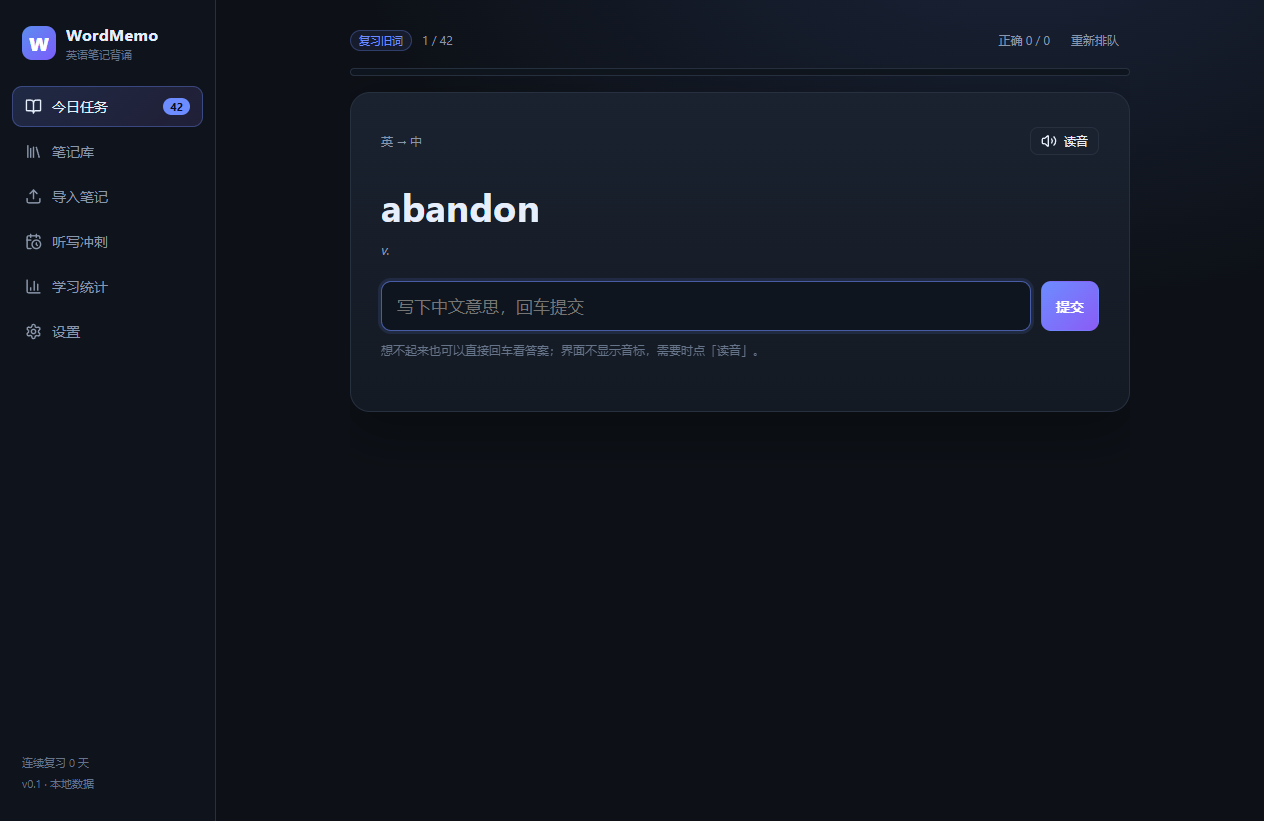 W
WordMemo
英语笔记背诵
今日任务 42
笔记库
导入笔记
听写冲刺
学习统计
设置
连续复习 0 天
v0.1 · 本地数据
复习旧词 1 / 42 正确 0 / 0 重新排队
英 → 中 读音
abandon
v.
写下中文意思，回车提交 提交
想不起来也可以直接回车看答案；界面不显示音标，需要时点「读音」。